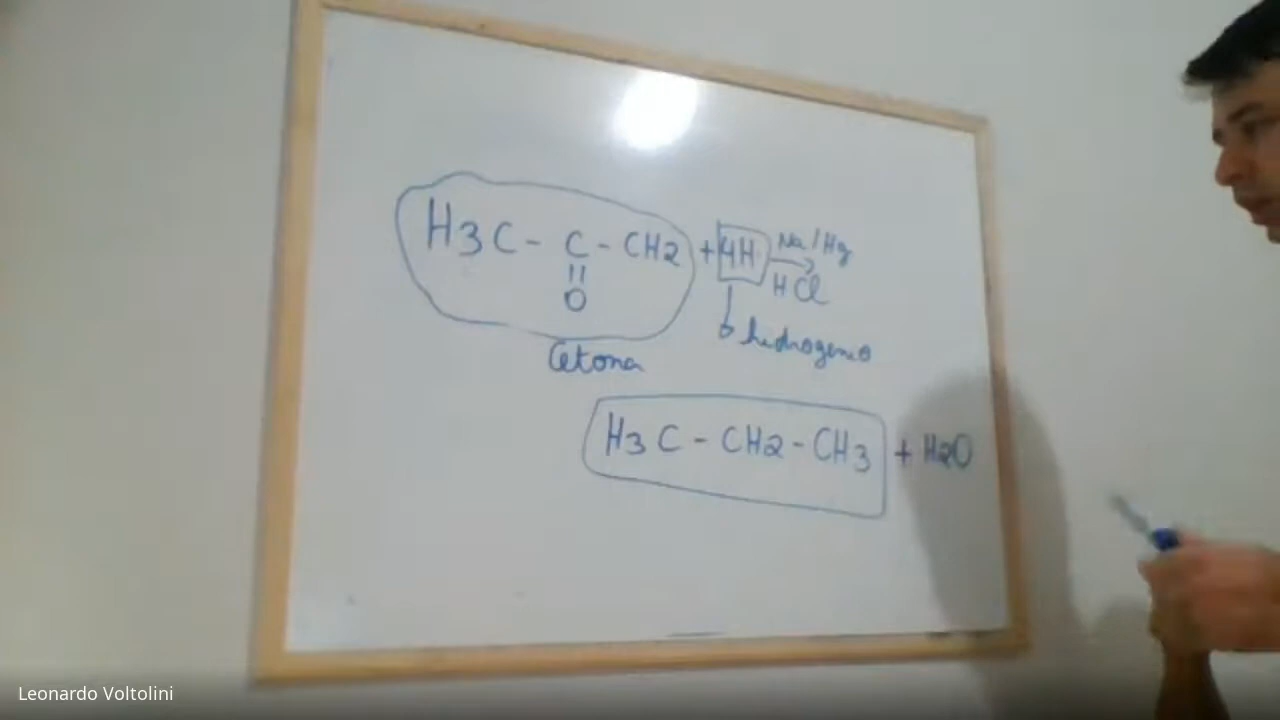 H3C - C - CH2 + 4H Na/Hg
HCl
||
O
hidrogenio
Cetona
H3C - CH2 - CH3 + H2O
Leonardo Voltolini